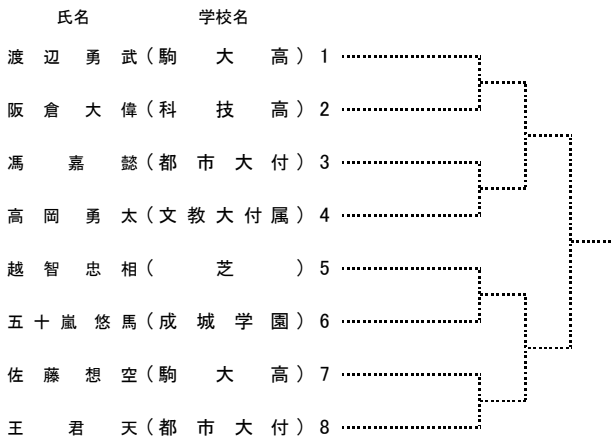 氏名 学校名
渡辺勇武(駒大高) 1
阪倉大偉(科技高) 2
馮嘉懿(都市大付) 3
高岡勇太(文教大付属) 4
越智忠相(芝) 5
五十嵐悠馬(成城学園) 6
佐藤想空(駒大高) 7
王君天(都市大付) 8